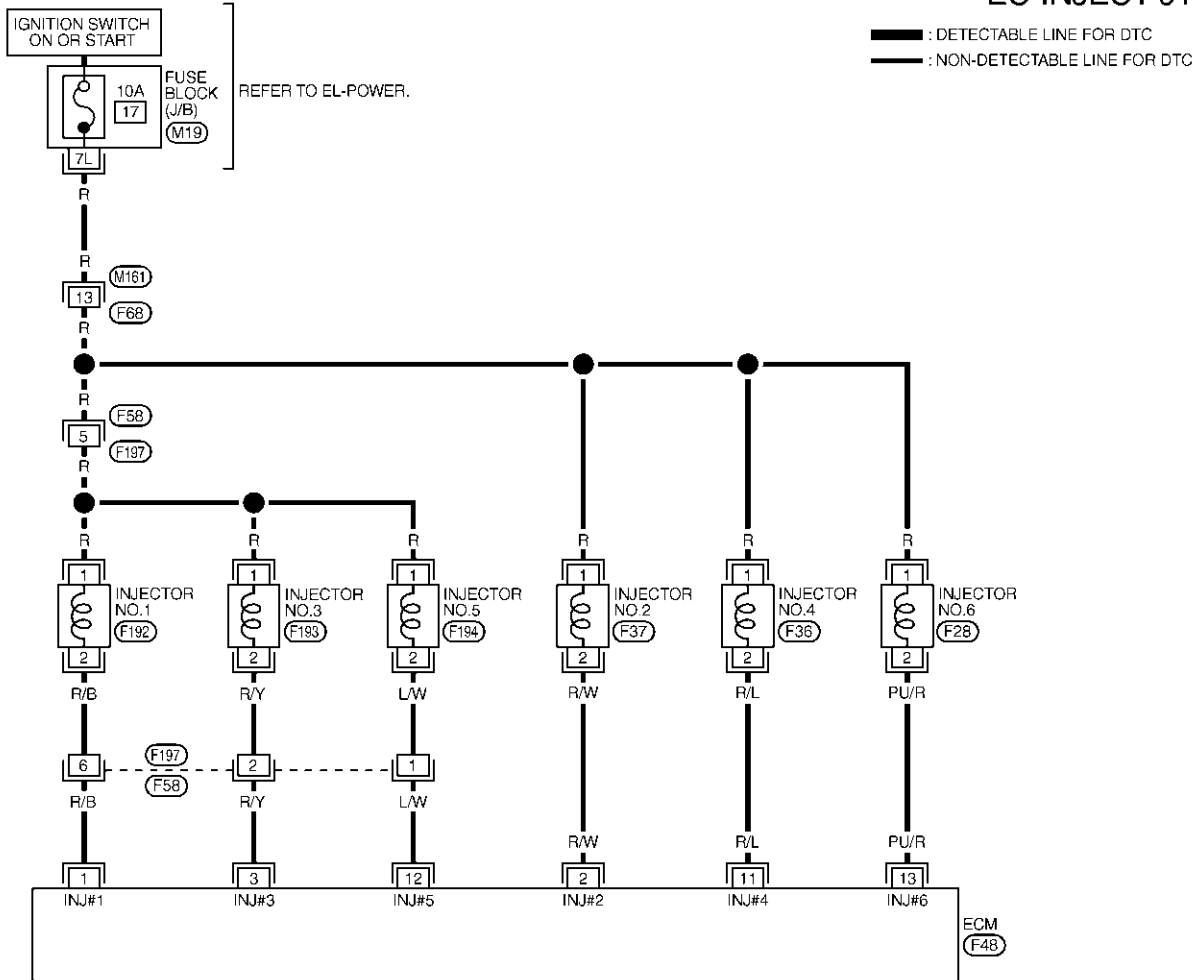 IGNITION SWITCH
ON OR START
: DETECTABLE LINE FOR DTC
: NON-DETECTABLE LINE FOR DTC
10A
17
FUSE
BLOCK
(J/B)
M19
REFER TO EL-POWER.
7L
R
R
M161
13
F68
R
R
F58
5
F197
R
R
R
R
R
R
R
1
1
1
1
1
1
INJECTOR
NO.1
F192
INJECTOR
NO.3
F193
INJECTOR
NO.5
F194
INJECTOR
NO.2
F37
INJECTOR
NO.4
F36
INJECTOR
NO.6
F28
2
2
2
2
2
2
R/B
R/Y
L/W
R/W
R/L
PU/R
6
F197
2
1
F58
R/B
R/Y
L/W
R/W
R/L
PU/R
1
3
12
2
11
13
INJ#1
INJ#3
INJ#5
INJ#2
INJ#4
INJ#6
ECM
F48